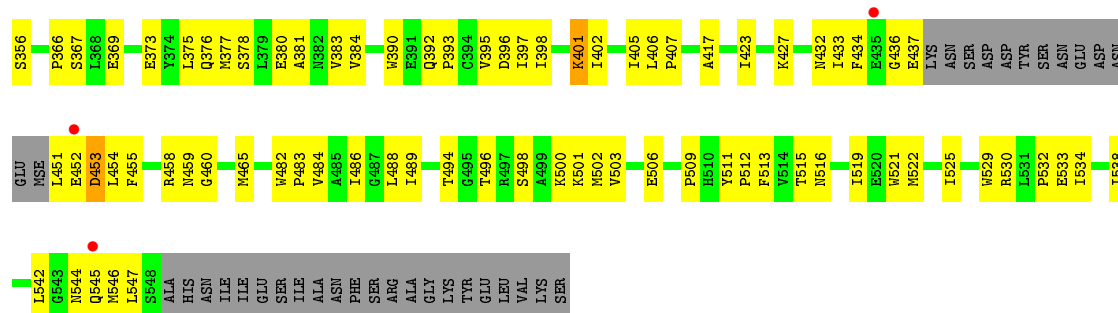 S356 P366 S367 L368 E369 E373 Y374 L375 Q376 M377 S378 L379 E380 A381 N382 V383 V384 W390 E391 Q392 P393 C394 V395 D396 I397 I398 K401 I402 I405 L406 P407 A417 I423 K427 N432 I433 F434 E435 G436 E437 LYS ASN SER ASP ASP TYR SER ASN GLU ASP ASN
GLU MSE L451 E452 D453 L454 F455 R458 N459 G460 M465 W482 P483 V484 A485 I486 G487 L488 I489 T494 G495 T496 R497 S498 A499 K500 K501 M502 V503 E506 P509 H510 Y511 P512 F513 V514 T515 N516 I519 E520 W521 M522 I525 W529 R530 L531 P532 E533 I534 I538
L542 G543 N544 Q545 M546 L547 S548 ALA HIS ASN ILE ILE GLU SER ILE ALA ASN PHE SER ARG ALA GLY LYS TYR GLU LEU VAL LYS SER